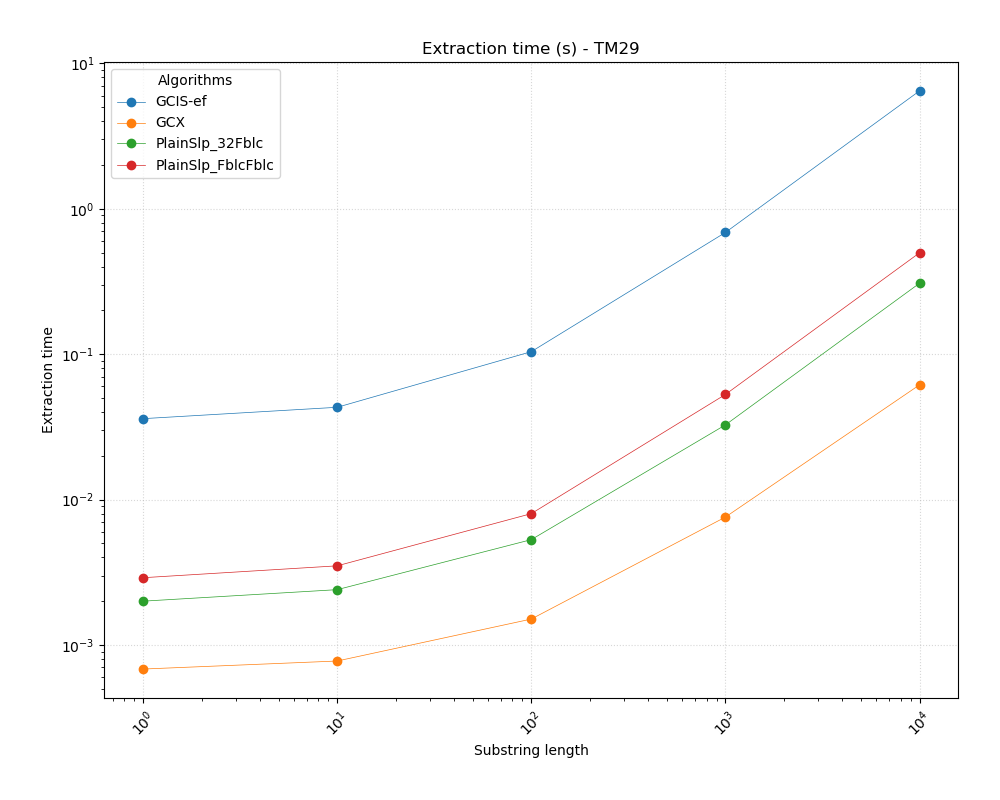 Extraction time (s) - TM29
Algorithms
GCIS-ef
GCX
PlainSlp_32Fblc
PlainSlp_FblcFblc
Extraction time
10¹
10⁰
10⁻¹
10⁻²
10⁻³
10⁰ 10¹ 10² 10³ 10⁴
Substring length